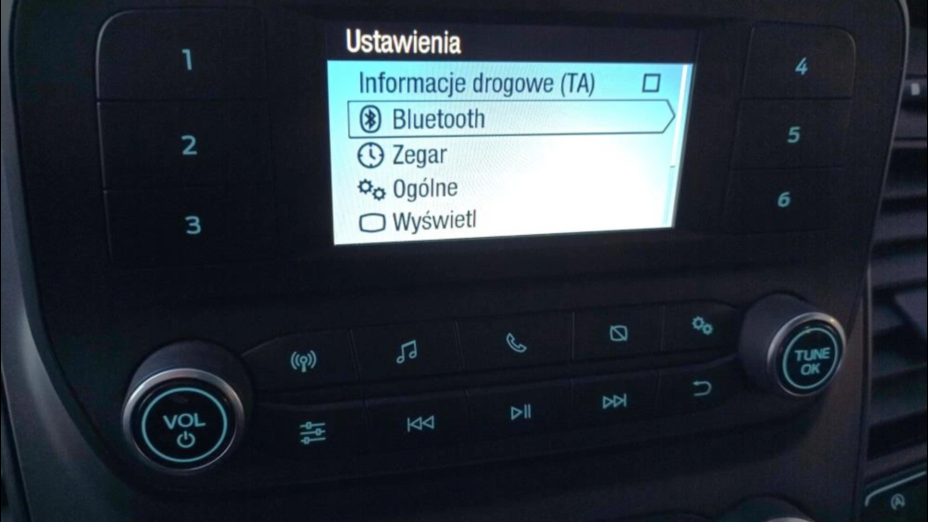 Ustawienia
Informacje drogowe (TA)
Bluetooth
Zegar
Ogólne
Wyświetl
1
2
3
4
5
6
VOL
TUNE
OK